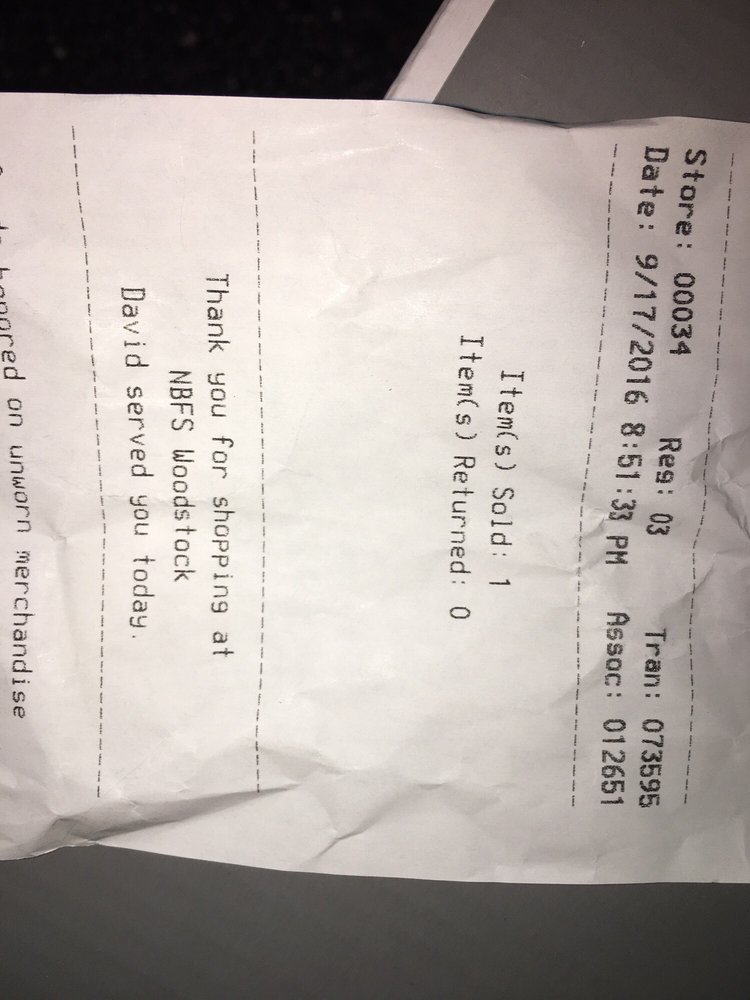 Store: 00034 Reg: 03 Tran: 073595
Date: 9/17/2016 8:51:33 PM Assoc: 012651
Item(s) Sold: 1
Item(s) Returned: 0
Thank you for shopping at
NBFS Woodstock
David served you today.
honored on unworn merchandise